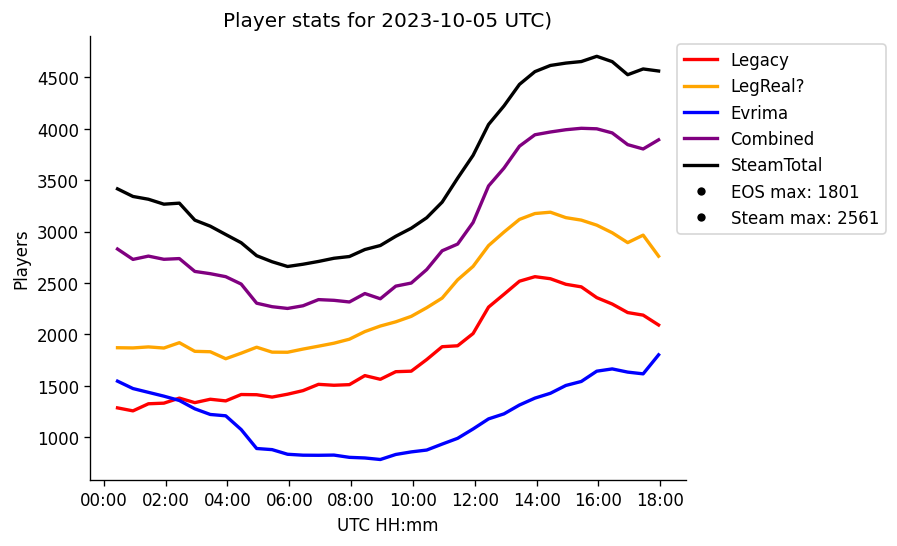 Player stats for 2023-10-05 UTC)
Players
4500
4000
3500
3000
2500
2000
1500
1000
00:00 02:00 04:00 06:00 08:00 10:00 12:00 14:00 16:00 18:00
UTC HH:mm
Legacy
LegReal?
Evrima
Combined
SteamTotal
EOS max: 1801
Steam max: 2561